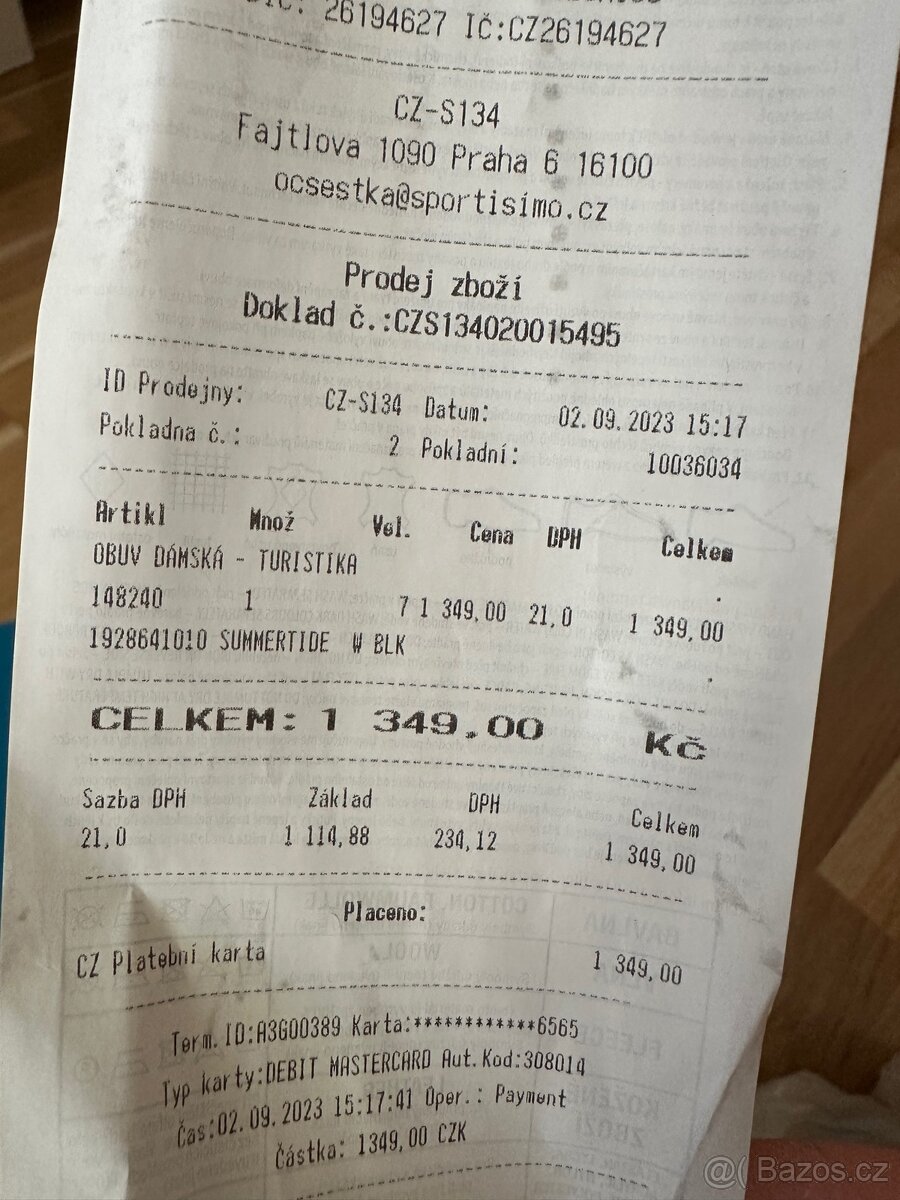 26194627 IČ:CZ26194627
CZ-S134
Fajtlova 1090 Praha 6 16100
ocsestka@sportisímo.cz
Prodej zboží
Doklad č.:CZS134020015495
ID Prodejny: CZ-S134 Datum: 02.09.2023 15:17
Pokladna č.: 2 Pokladní: 10036034
Artikl Množ Vel. Cena DPH Celkem
OBUV DÁMSKÁ - TURISTIKA
148240 1 7 1 349,00 21,0 1 349,00
1928641010 SUMMERTIDE W BLK
CELKEM: 1 349,00 Kč
Sazba DPH Základ DPH Celkem
21,0 1 114,88 234,12 1 349,00
Placeno:
CZ Platební karta 1 349,00
Term.ID:A3G00389 Karta:************6565
Typ karty:DEBIT MASTERCARD Aut.Kod:308014
Čas:02.09.2023 15:17:41 Oper.: Payment
Částka: 1349,00 CZK
@( Bazos.cz